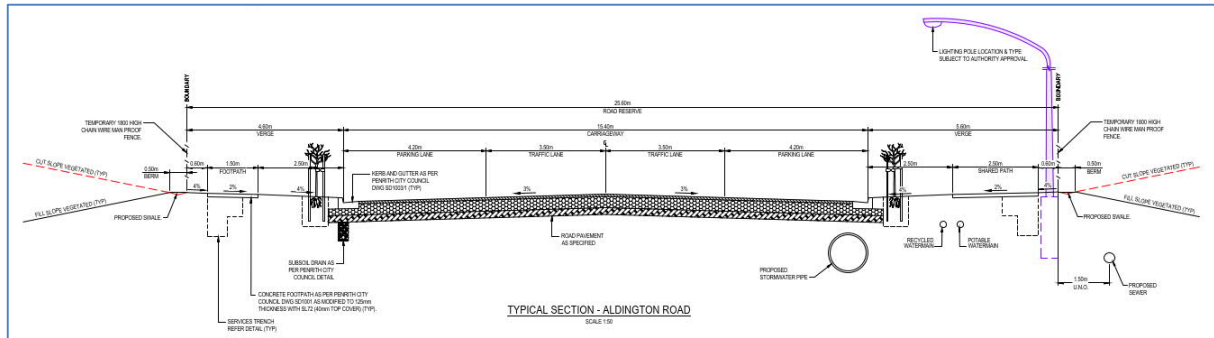 LIGHTING POLE LOCATION & TYPE
SUBJECT TO AUTHORITY APPROVAL.
BOUNDARY
BOUNDARY
25.60m
ROAD RESERVE
TEMPORARY 1800 HIGH
CHAIN WIRE MAN PROOF
FENCE.
4.60m
VERGE
15.40m
CARRIAGEWAY
5.60m
VERGE
TEMPORARY 1800 HIGH
CHAIN WIRE MAN PROOF
FENCE.
0.50m
BERM
0.60m
1.50m
FOOTPATH
2.50m
4.20m
PARKING LANE
3.50m
TRAFFIC LANE
3.50m
TRAFFIC LANE
4.20m
PARKING LANE
2.50m
2.50m
SHARED PATH
0.60m
0.50m
BERM
CUT SLOPE VEGETATED (TYP)
CUT SLOPE VEGETATED (TYP)
4%
2%
4%
KERB AND GUTTER AS PER
PENRITH CITY COUNCIL
DWG SD1003/1 (TYP)
3%
3%
4%
2%
4%
FILL SLOPE VEGETATED (TYP)
FILL SLOPE VEGETATED (TYP)
PROPOSED SWALE
PROPOSED SWALE.
ROAD PAVEMENT
AS SPECIFIED.
RECYCLED
WATERMAIN
POTABLE
WATERMAIN
SUBSOIL DRAIN AS
PER PENRITH CITY
COUNCIL DETAIL
PROPOSED
STORMWATER PIPE
1.50m
U.N.O.
PROPOSED
SEWER
CONCRETE FOOTPATH AS PER PENRITH CITY
COUNCIL DWG SD1001 AS MODIFIED TO 125mm
THICKNESS WITH SL72 (40mm TOP COVER) (TYP).
SERVICES TRENCH
REFER DETAIL (TYP)
TYPICAL SECTION - ALDINGTON ROAD
SCALE 1:50